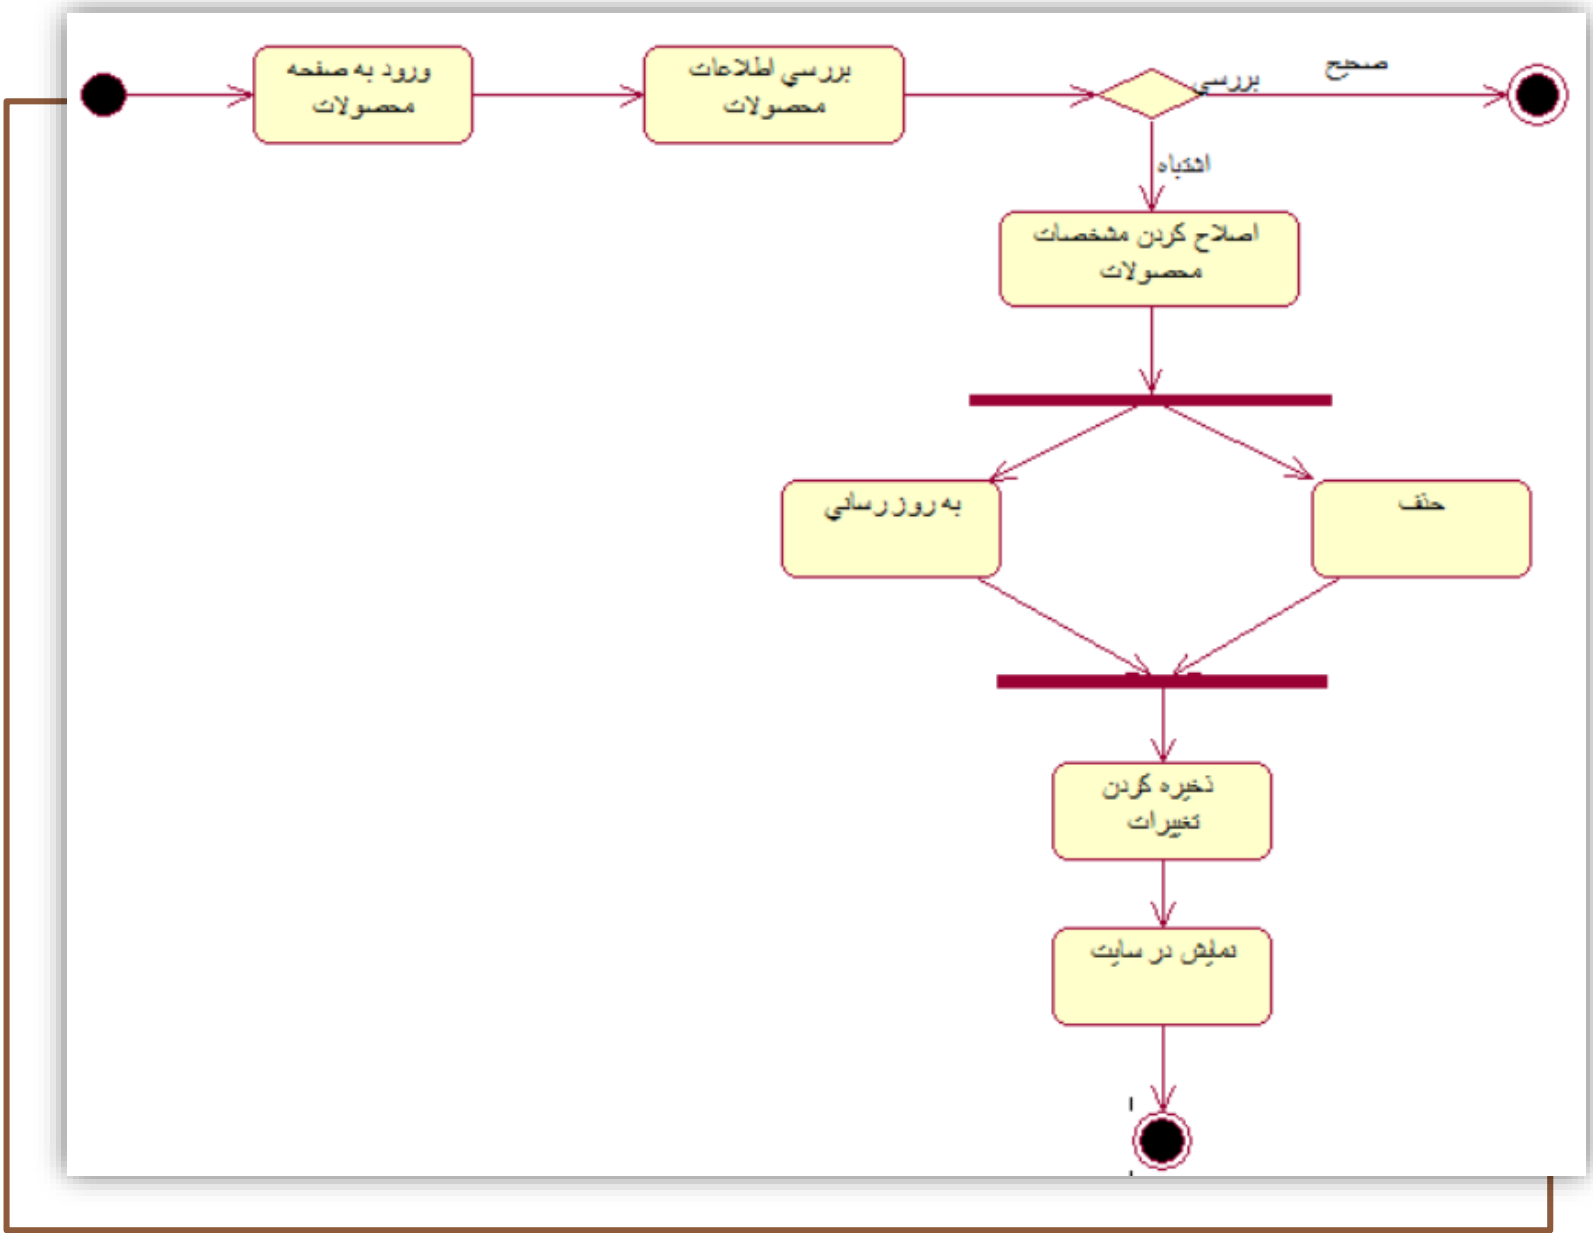 ورود به صفحه
محصولات
بررسي اطلاعات
محصولات
بررسي
صحيح
اشتباه
اصلاح كردن مشخصات
محصولات
به روز رساني
حذف
ذخيره كردن
تغييرات
نمايش در سايت